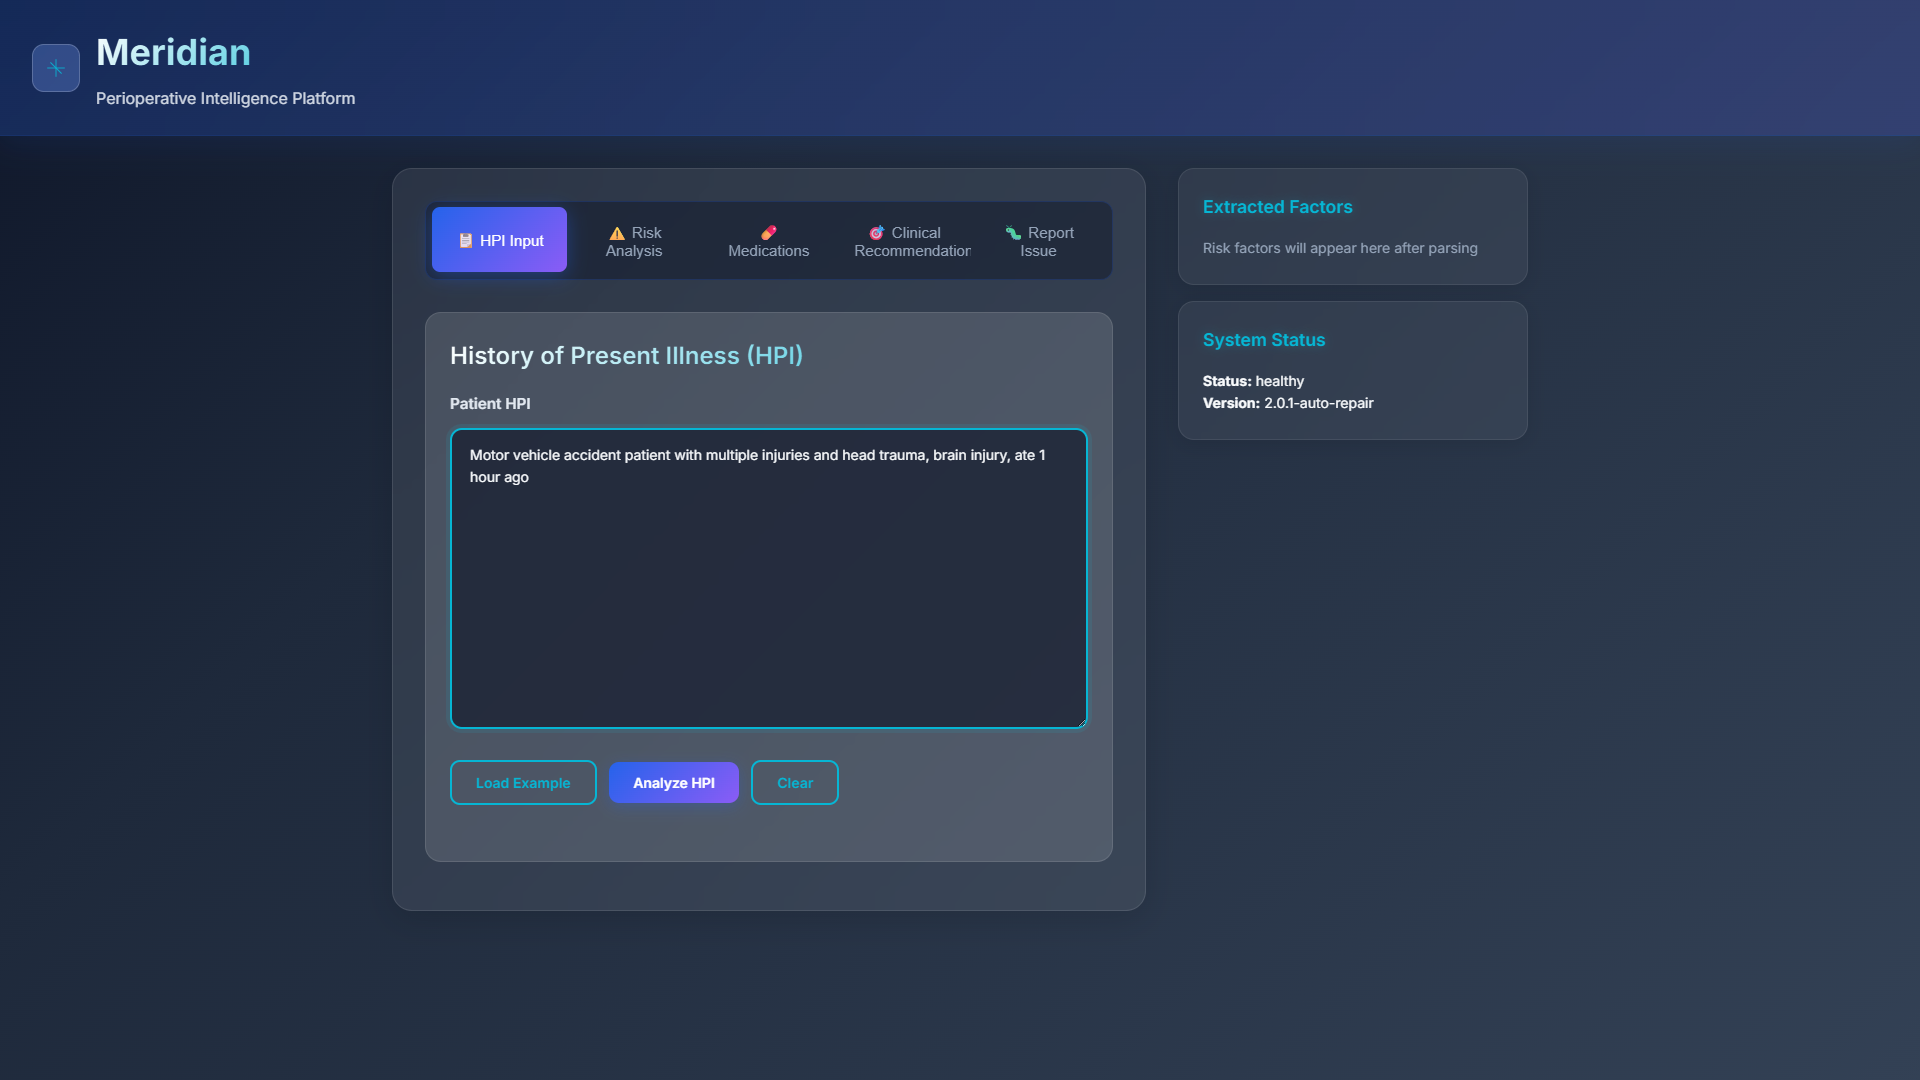 Meridian
Perioperative Intelligence Platform
HPI Input
Risk
Analysis
Medications
Clinical
Recommendation
Report
Issue
History of Present Illness (HPI)
Patient HPI
Motor vehicle accident patient with multiple injuries and head trauma, brain injury, ate 1
hour ago
Load Example
Analyze HPI
Clear
Extracted Factors
Risk factors will appear here after parsing
System Status
Status: healthy
Version: 2.0.1-auto-repair